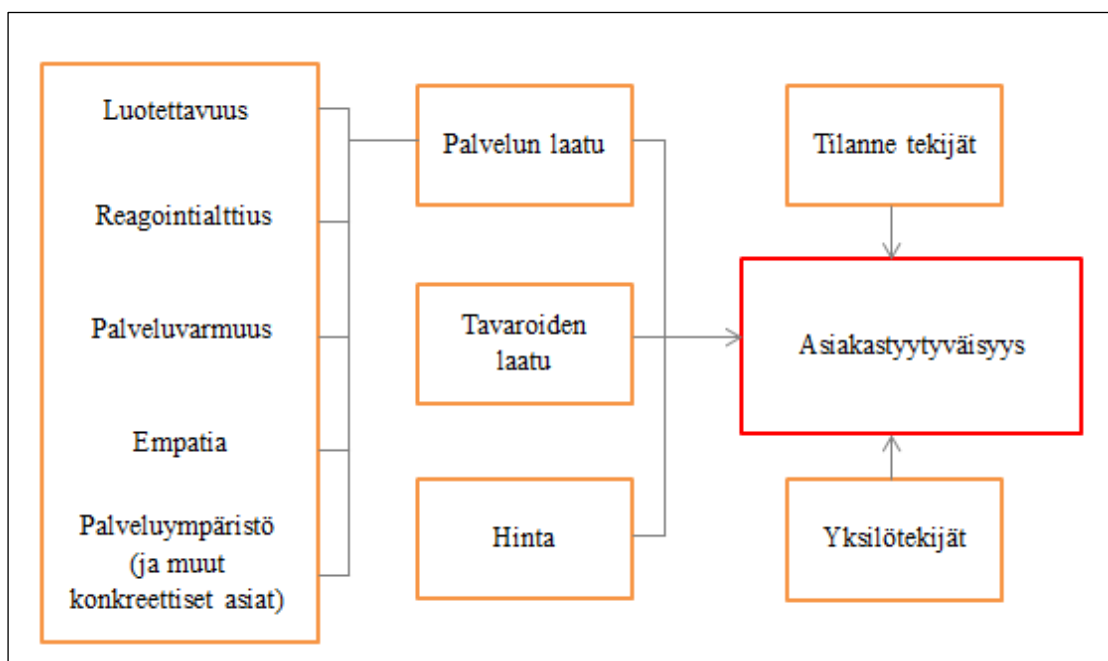 Luotettavuus
Reagointialttius
Palveluvarmuus
Empatia
Palveluympäristö
(ja muut
konkreettiset asiat)
Palvelun laatu
Tavaroiden
laatu
Hinta
Tilanne tekijät
Asiakastyytyväisyys
Yksilötekijät